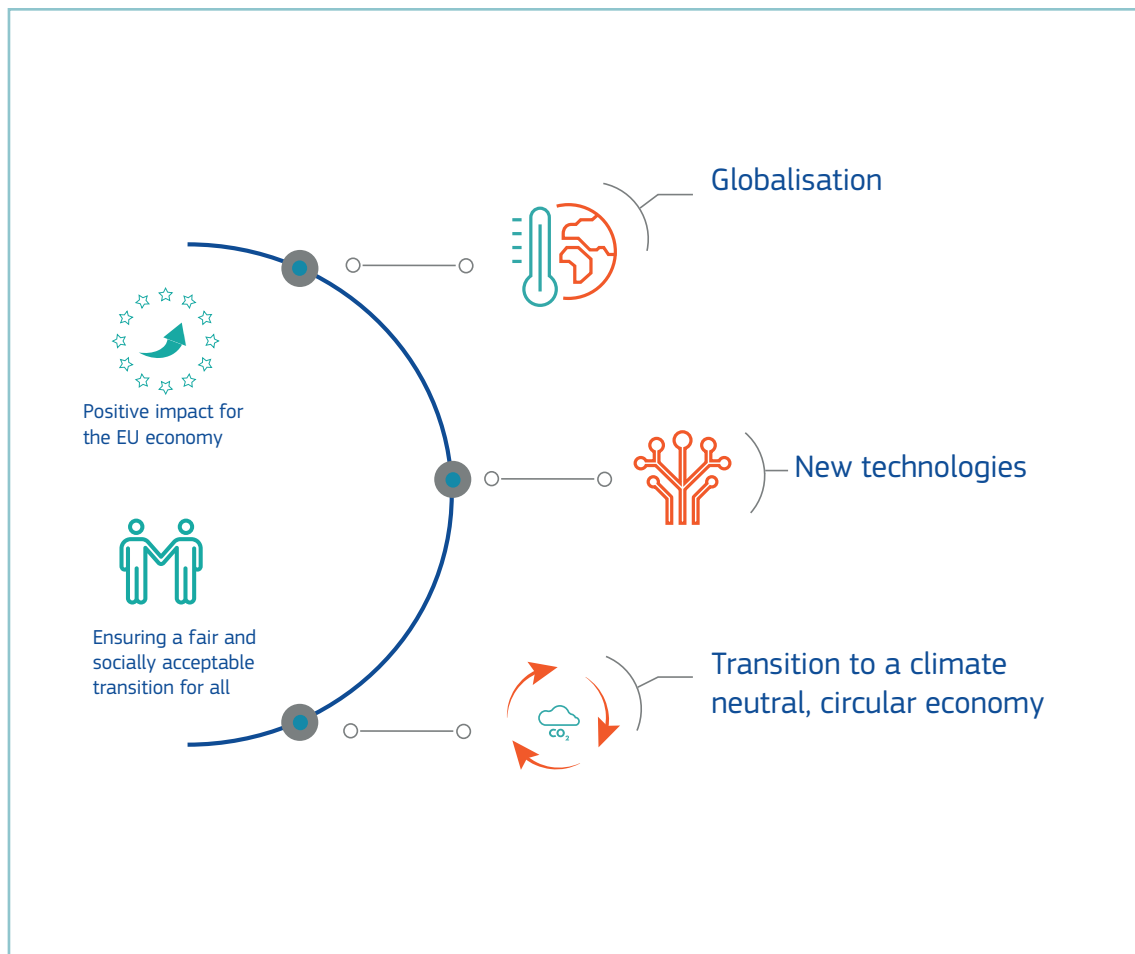 Globalisation
Positive impact for
the EU economy
New technologies
Ensuring a fair and
socially acceptable
transition for all
Transition to a climate
neutral, circular economy
CO₂